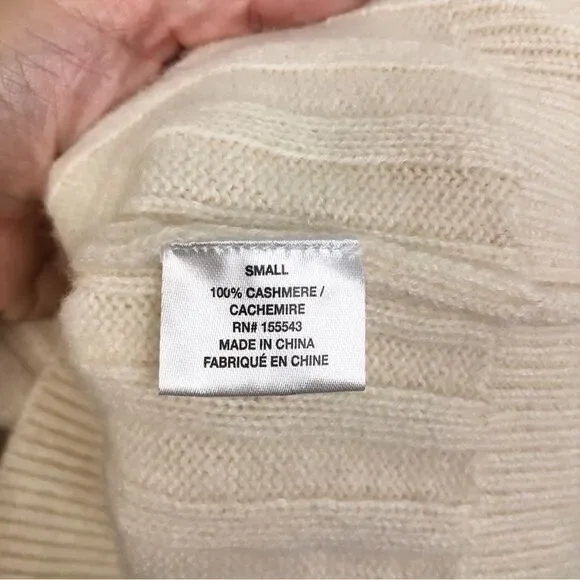 SMALL
100% CASHMERE /
CACHEMIRE
RN# 155543
MADE IN CHINA
FABRIQUÉ EN CHINE